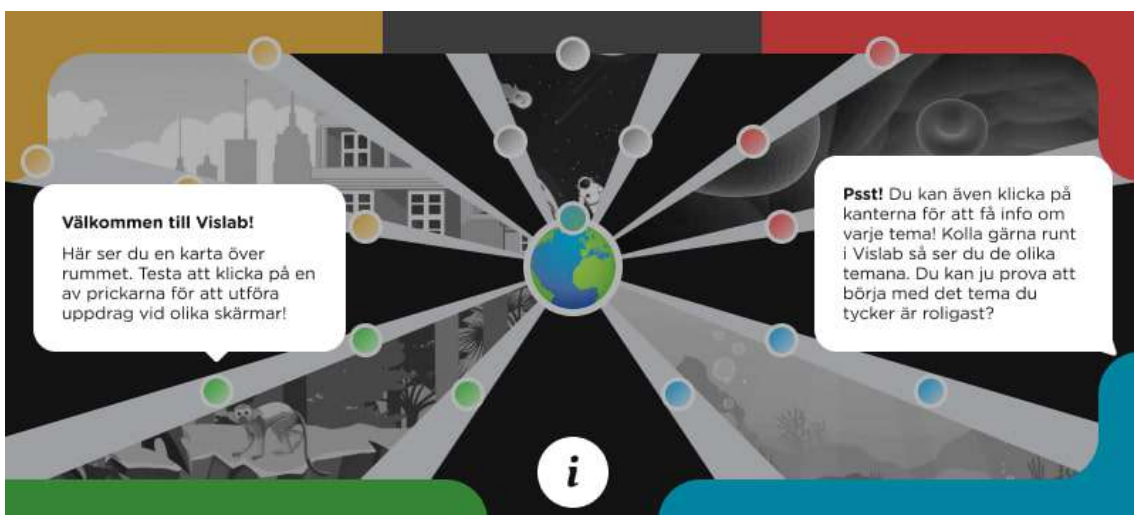 Välkommen till Vislab!
Här ser du en karta över
rummet. Testa att klicka på en
av prickarna för att utföra
uppdrag vid olika skärmar!
Psst! Du kan även klicka på
kanterna för att få info om
varje tema! Kolla gärna runt
i Vislab så ser du de olika
temana. Du kan ju prova att
börja med det tema du
tycker är roligast?
i